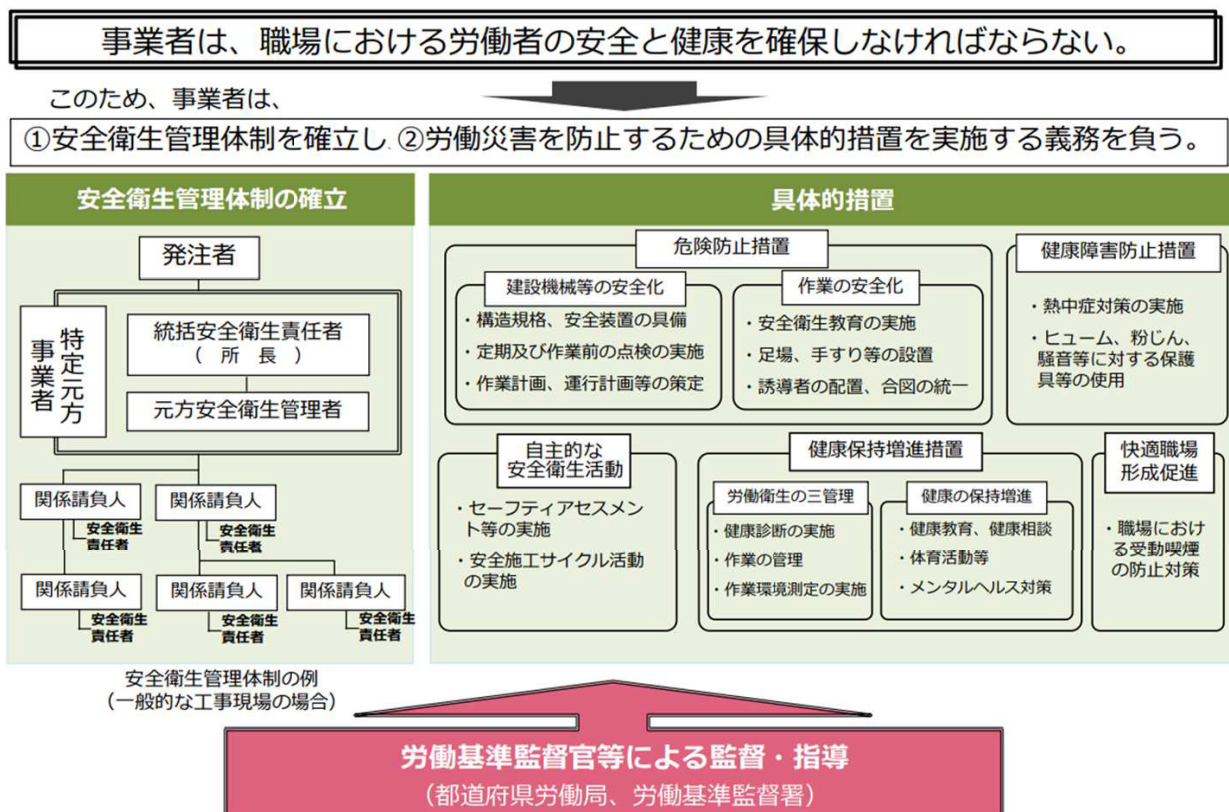 事業者は、職場における労働者の安全と健康を確保しなければならない。
このため、事業者は、
①安全衛生管理体制を確立し ②労働災害を防止するための具体的措置を実施する義務を負う。
安全衛生管理体制の確立
発注者
特定元方
事業者
統括安全衛生責任者
（　所　長　）
元方安全衛生管理者
関係請負人
安全衛生
責任者
関係請負人
安全衛生
責任者
関係請負人
安全衛生
責任者
関係請負人
安全衛生
責任者
関係請負人
安全衛生
責任者
安全衛生管理体制の例
（一般的な工事現場の場合）
具体的措置
危険防止措置
建設機械等の安全化
・構造規格、安全装置の具備
・定期及び作業前の点検の実施
・作業計画、運行計画等の策定
作業の安全化
・安全衛生教育の実施
・足場、手すり等の設置
・誘導者の配置、合図の統一
健康障害防止措置
・熱中症対策の実施
・ヒューム、粉じん、
騒音等に対する保護
具等の使用
自主的な
安全衛生活動
・セーフティアセスメン
ト等の実施
・安全施工サイクル活動
の実施
健康保持増進措置
労働衛生の三管理
・健康診断の実施
・作業の管理
・作業環境測定の実施
健康の保持増進
・健康教育、健康相談
・体育活動等
・メンタルヘルス対策
快適職場
形成促進
・職場におけ
る受動喫煙
の防止対策
労働基準監督官等による監督・指導
（都道府県労働局、労働基準監督署）